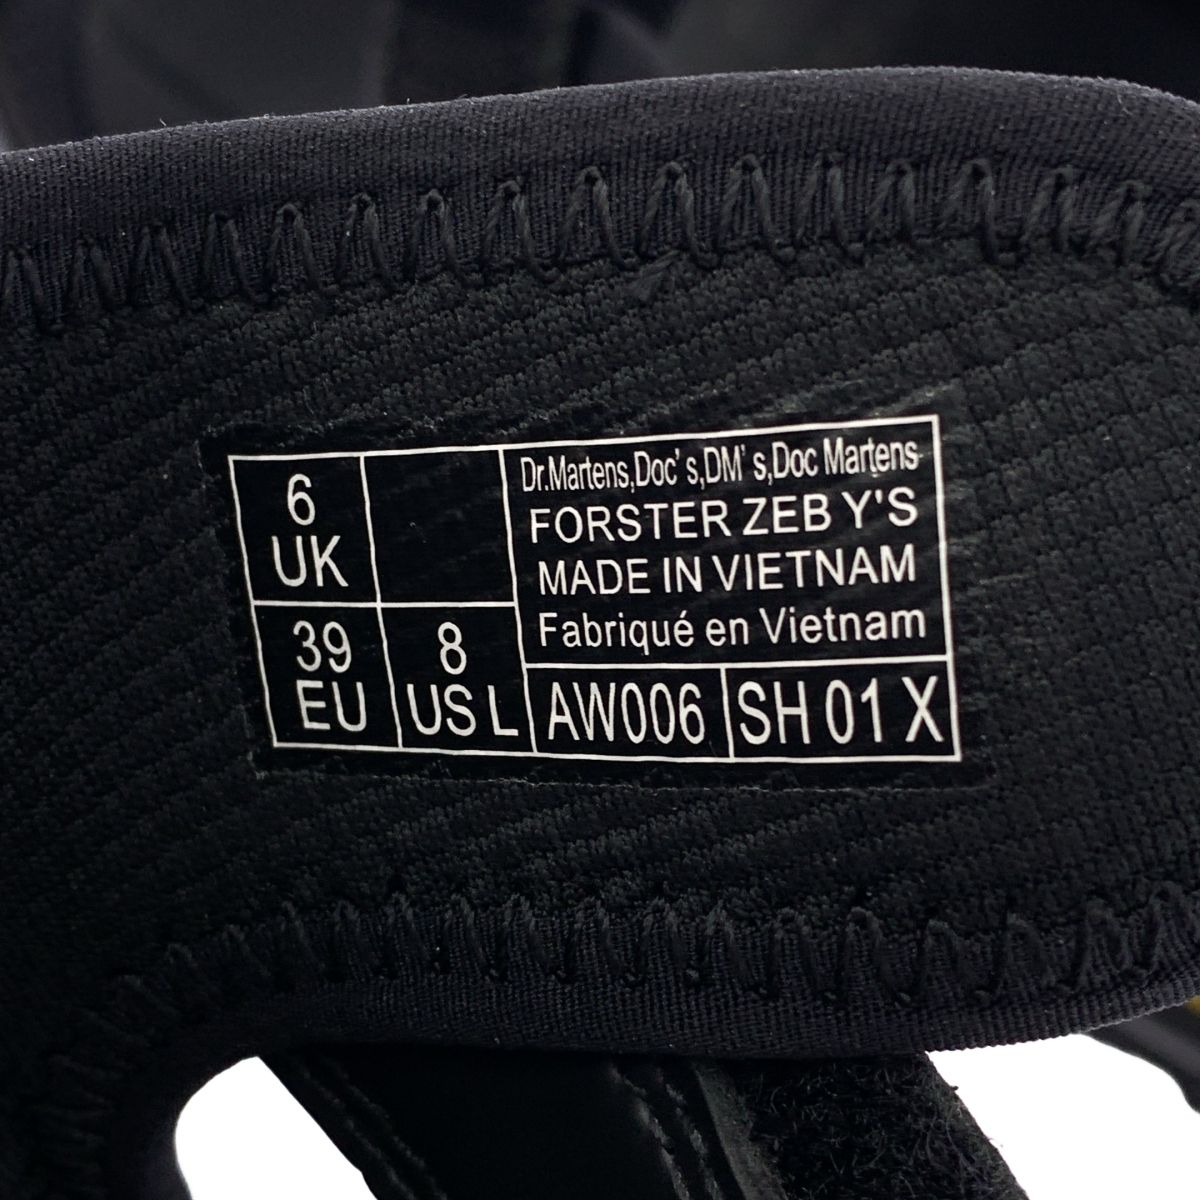 6
UK
39
EU
8
US L
Dr.Martens,Doc's,DM's,Doc Martens
FORSTER ZEB Y'S
MADE IN VIETNAM
Fabriqué en Vietnam
AW006
SH 01 X